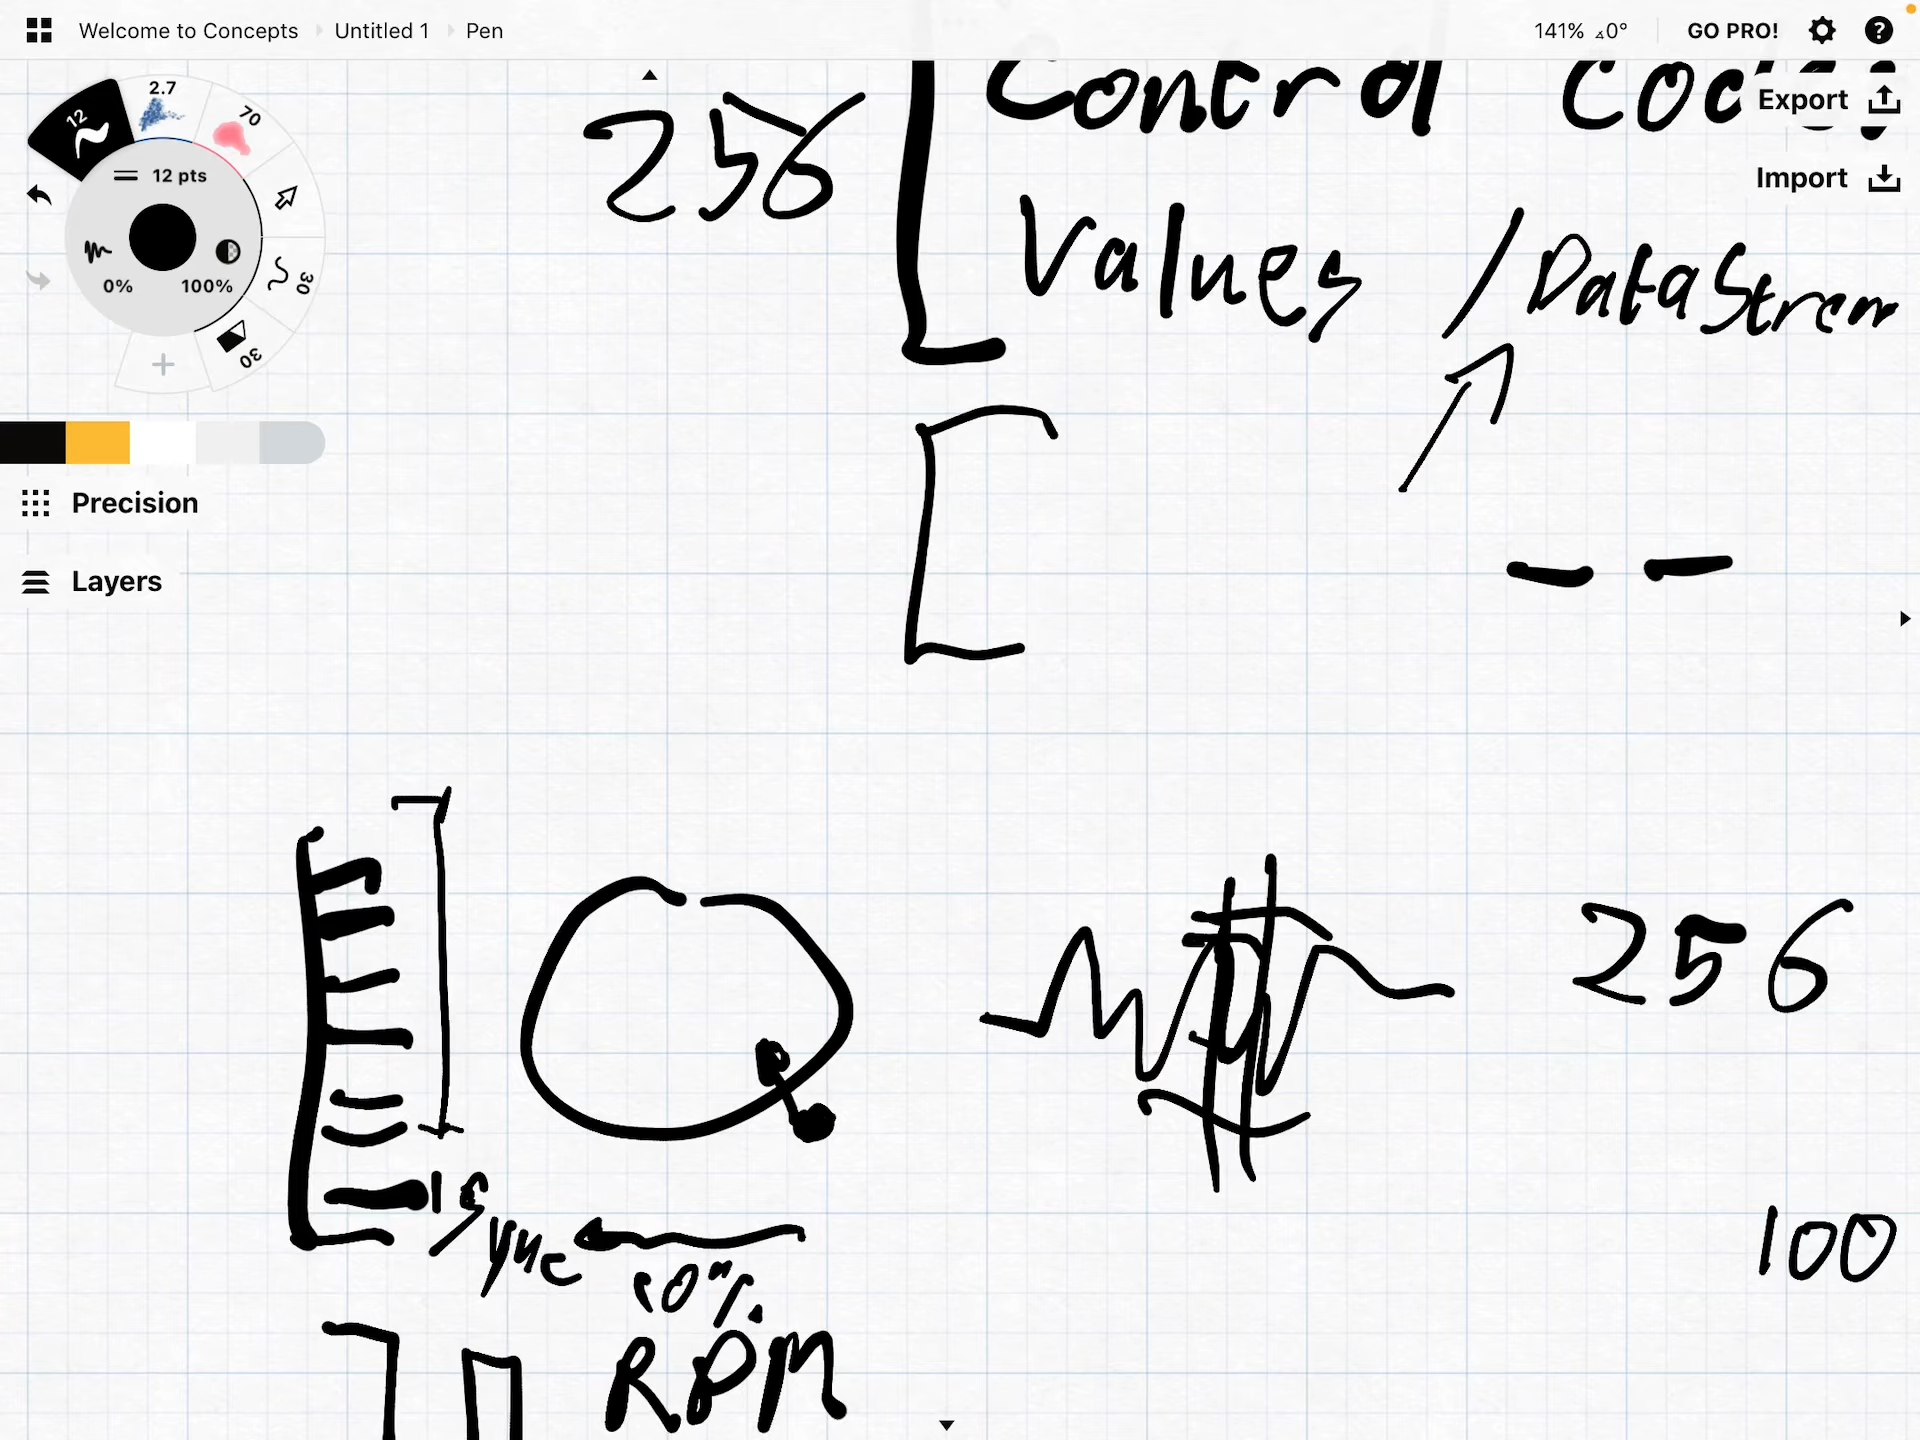 Welcome to Concepts Untitled 1 Pen
141% ⊿0° GO PRO! ?
2.7
12
70
12 pts
0% 100%
30
30
Precision
Layers
Export
Import
Control
256
Values / DataStrem
256
Sync
100
RPM